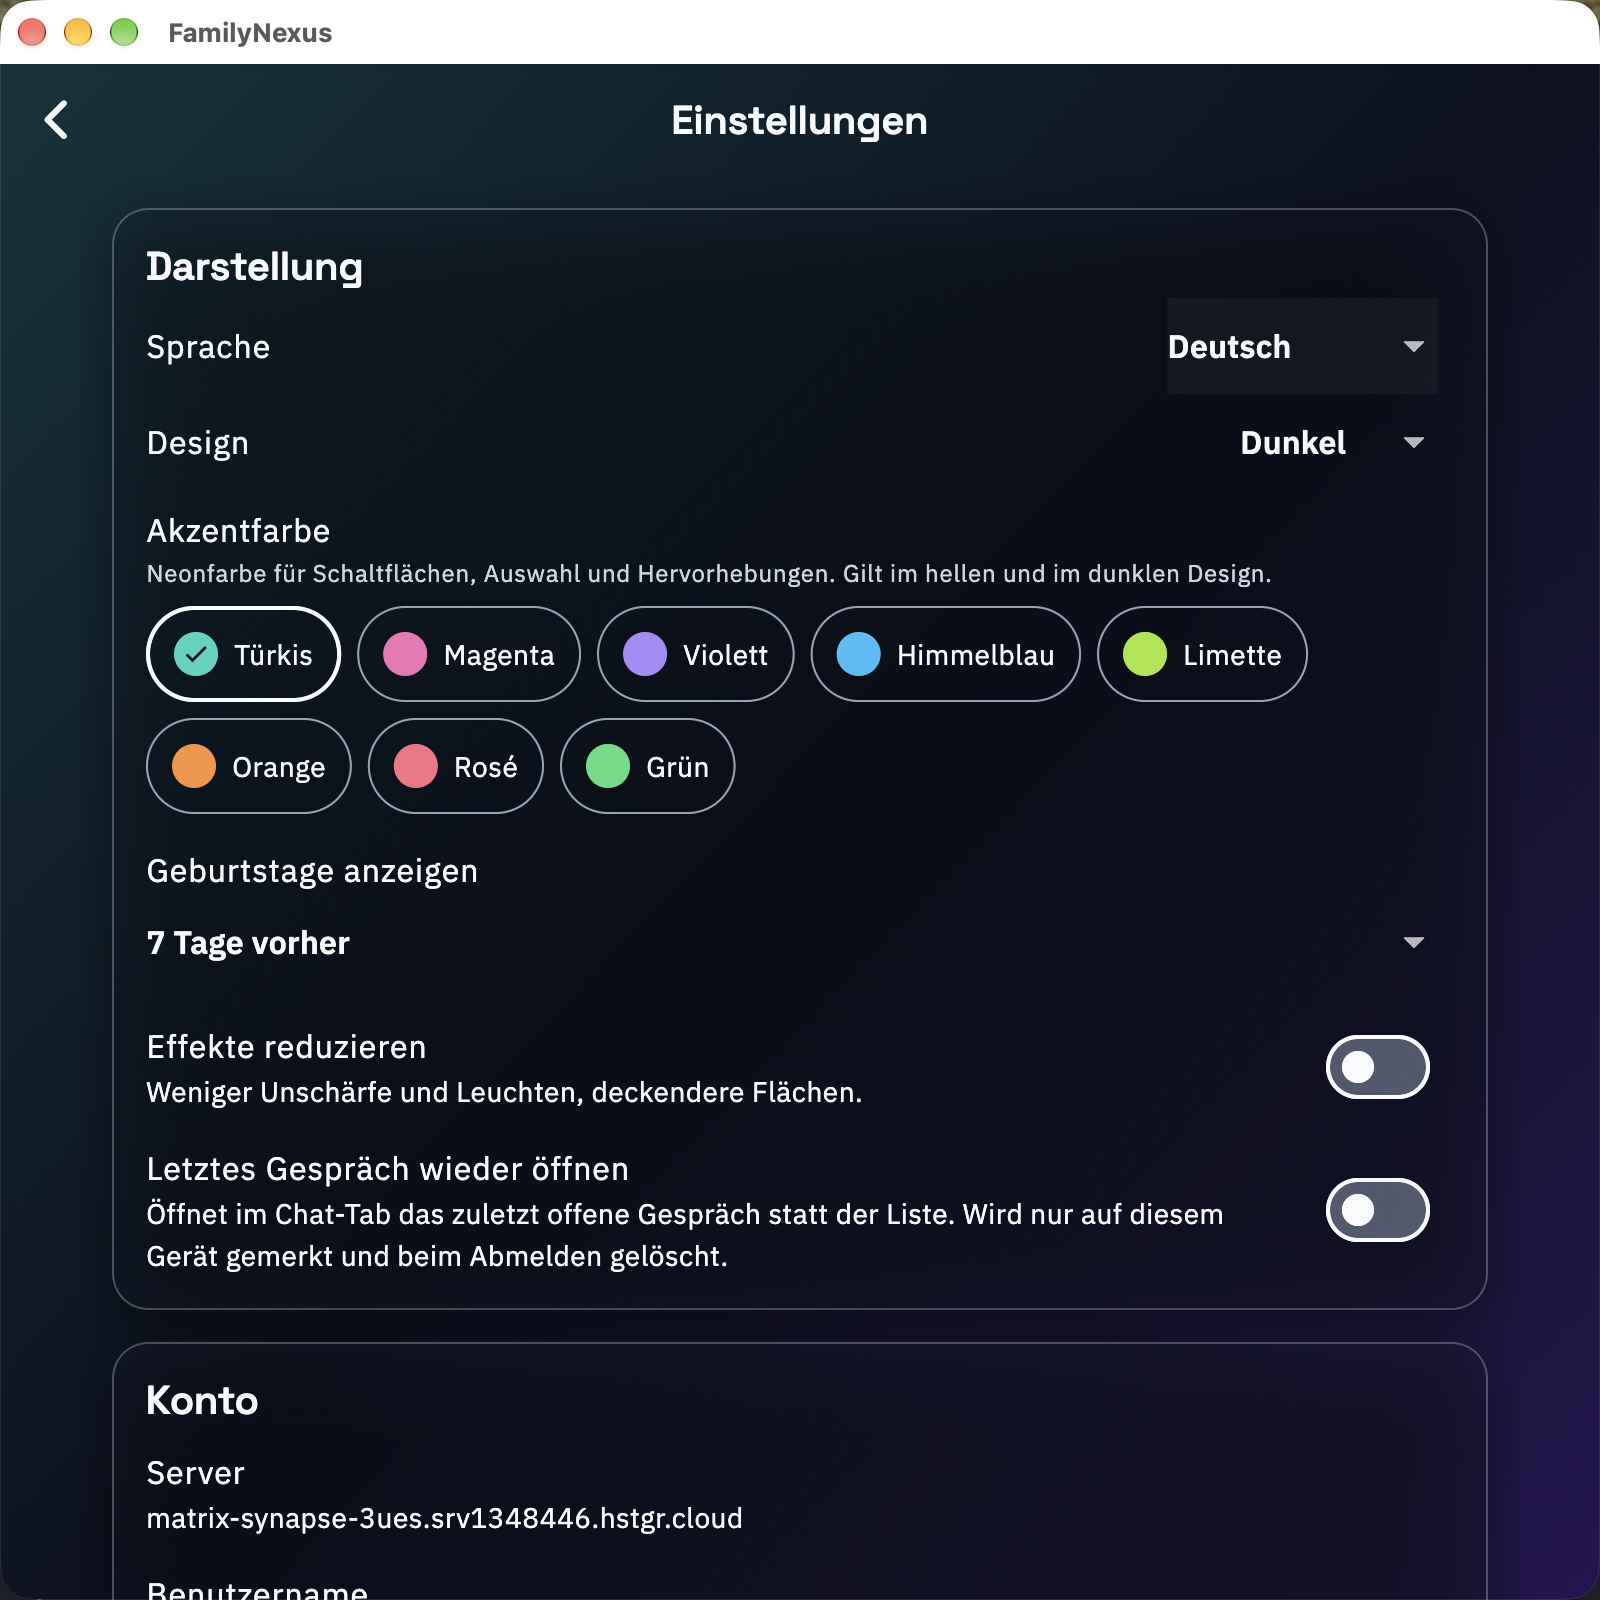 FamilyNexus
Einstellungen
Darstellung
Sprache
Deutsch
Design
Dunkel
Akzentfarbe
Neonfarbe für Schaltflächen, Auswahl und Hervorhebungen. Gilt im hellen und im dunklen Design.
Türkis
Magenta
Violett
Himmelblau
Limette
Orange
Rosé
Grün
Geburtstage anzeigen
7 Tage vorher
Effekte reduzieren
Weniger Unschärfe und Leuchten, deckendere Flächen.
Letztes Gespräch wieder öffnen
Öffnet im Chat-Tab das zuletzt offene Gespräch statt der Liste. Wird nur auf diesem
Gerät gemerkt und beim Abmelden gelöscht.
Konto
Server
matrix-synapse-3ues.srv1348446.hstgr.cloud
Benutzername